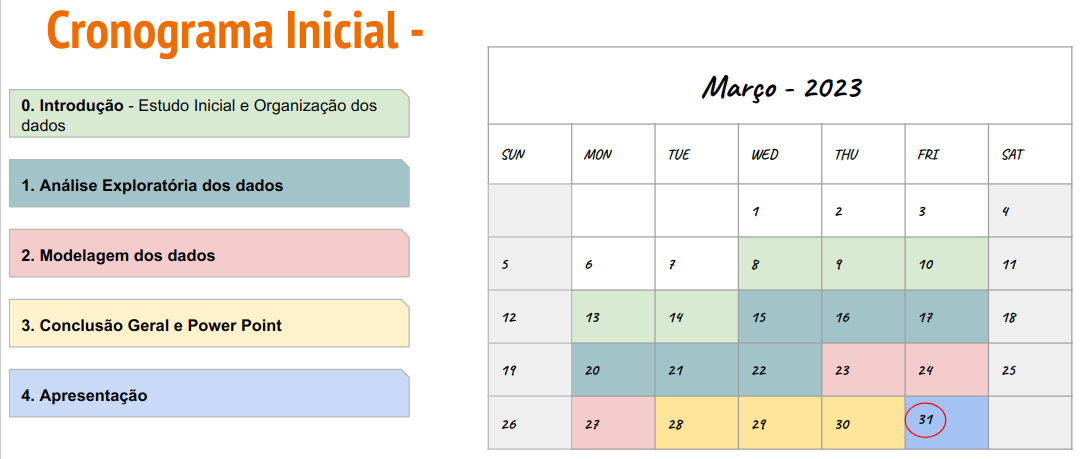 Cronograma Inicial -
0. Introdução - Estudo Inicial e Organização dos
dados
1. Análise Exploratória dos dados
2. Modelagem dos dados
3. Conclusão Geral e Power Point
4. Apresentação
Março - 2023
SUN MON TUE WED THU FRI SAT
1 2 3 4
5 6 7 8 9 10 11
12 13 14 15 16 17 18
19 20 21 22 23 24 25
26 27 28 29 30 31